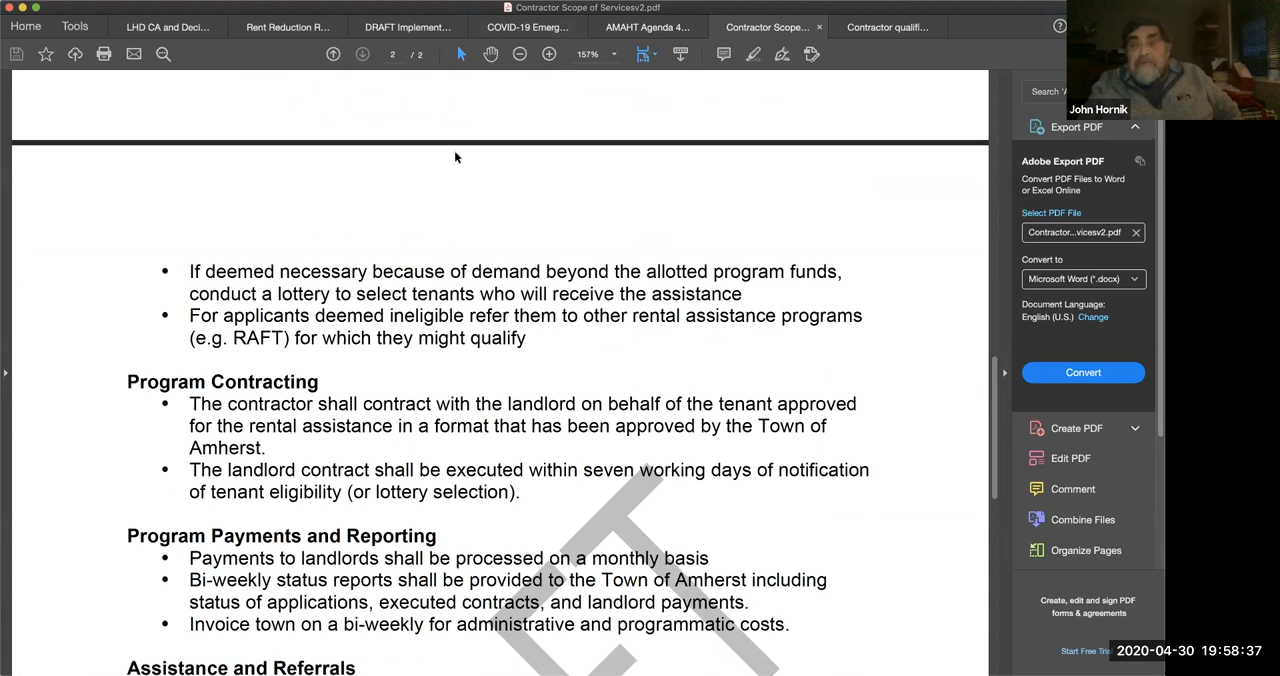 Contractor Scope of Servicesv2.pdf
Home
Tools
LHD CA and Deci...
Rent Reduction R...
DRAFT Implement...
COVID-19 Emerg...
AMAHT Agenda 4...
Contractor Scope... ×
Contractor qualifi...
2 / 2
157%
Search 'A
John Hornik
Export PDF
Adobe Export PDF
Convert PDF Files to Word
or Excel Online
Select PDF File
Contractor...vicesv2.pdf
Convert to
Microsoft Word (*.docx)
Document Language:
English (U.S.) Change
Convert
Create PDF
Edit PDF
Comment
Combine Files
Organize Pages
Create, edit and sign PDF
forms & agreements
Start Free Trial
2020-04-30 19:58:37
• If deemed necessary because of demand beyond the allotted program funds,
conduct a lottery to select tenants who will receive the assistance
• For applicants deemed ineligible refer them to other rental assistance programs
(e.g. RAFT) for which they might qualify
Program Contracting
• The contractor shall contract with the landlord on behalf of the tenant approved
for the rental assistance in a format that has been approved by the Town of
Amherst.
• The landlord contract shall be executed within seven working days of notification
of tenant eligibility (or lottery selection).
Program Payments and Reporting
• Payments to landlords shall be processed on a monthly basis
• Bi-weekly status reports shall be provided to the Town of Amherst including
status of applications, executed contracts, and landlord payments.
• Invoice town on a bi-weekly for administrative and programmatic costs.
Assistance and Referrals